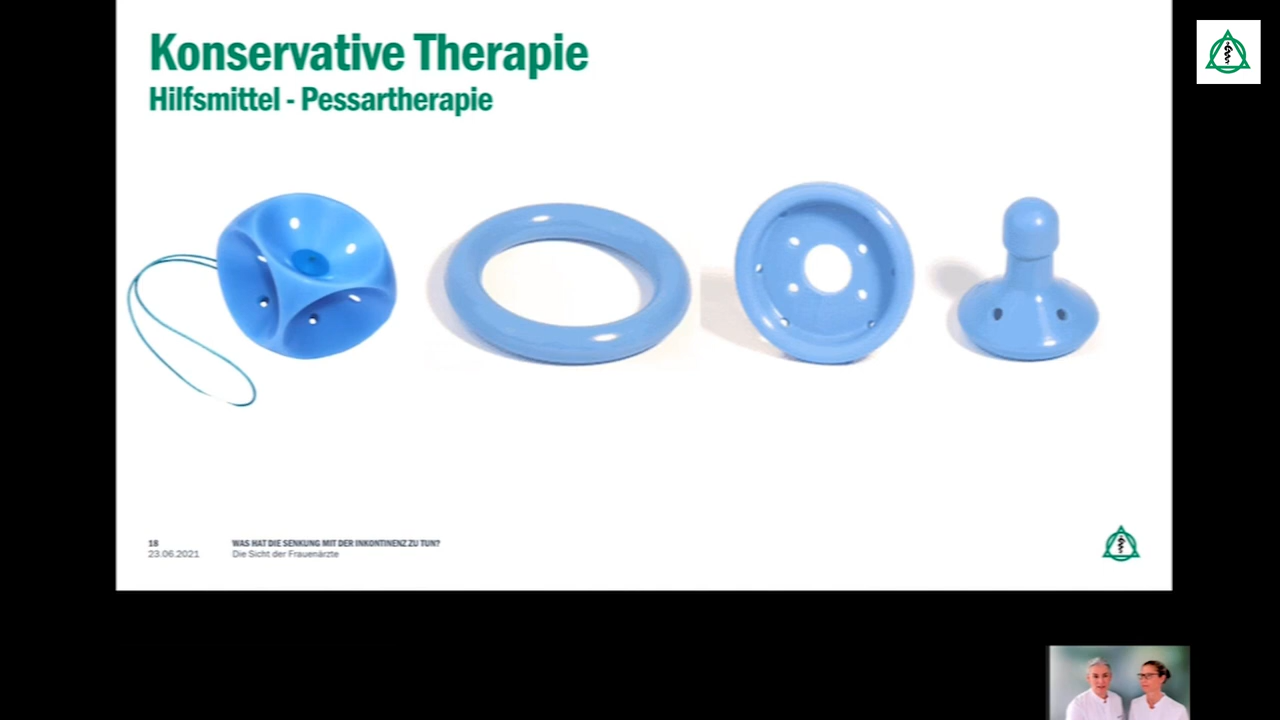 Konservative Therapie
Hilfsmittel - Pessartherapie
18
23.06.2021
WAS HAT DIE SENKUNG MIT DER INKONTINENZ ZU TUN?
Die Sicht der Frauenärzte